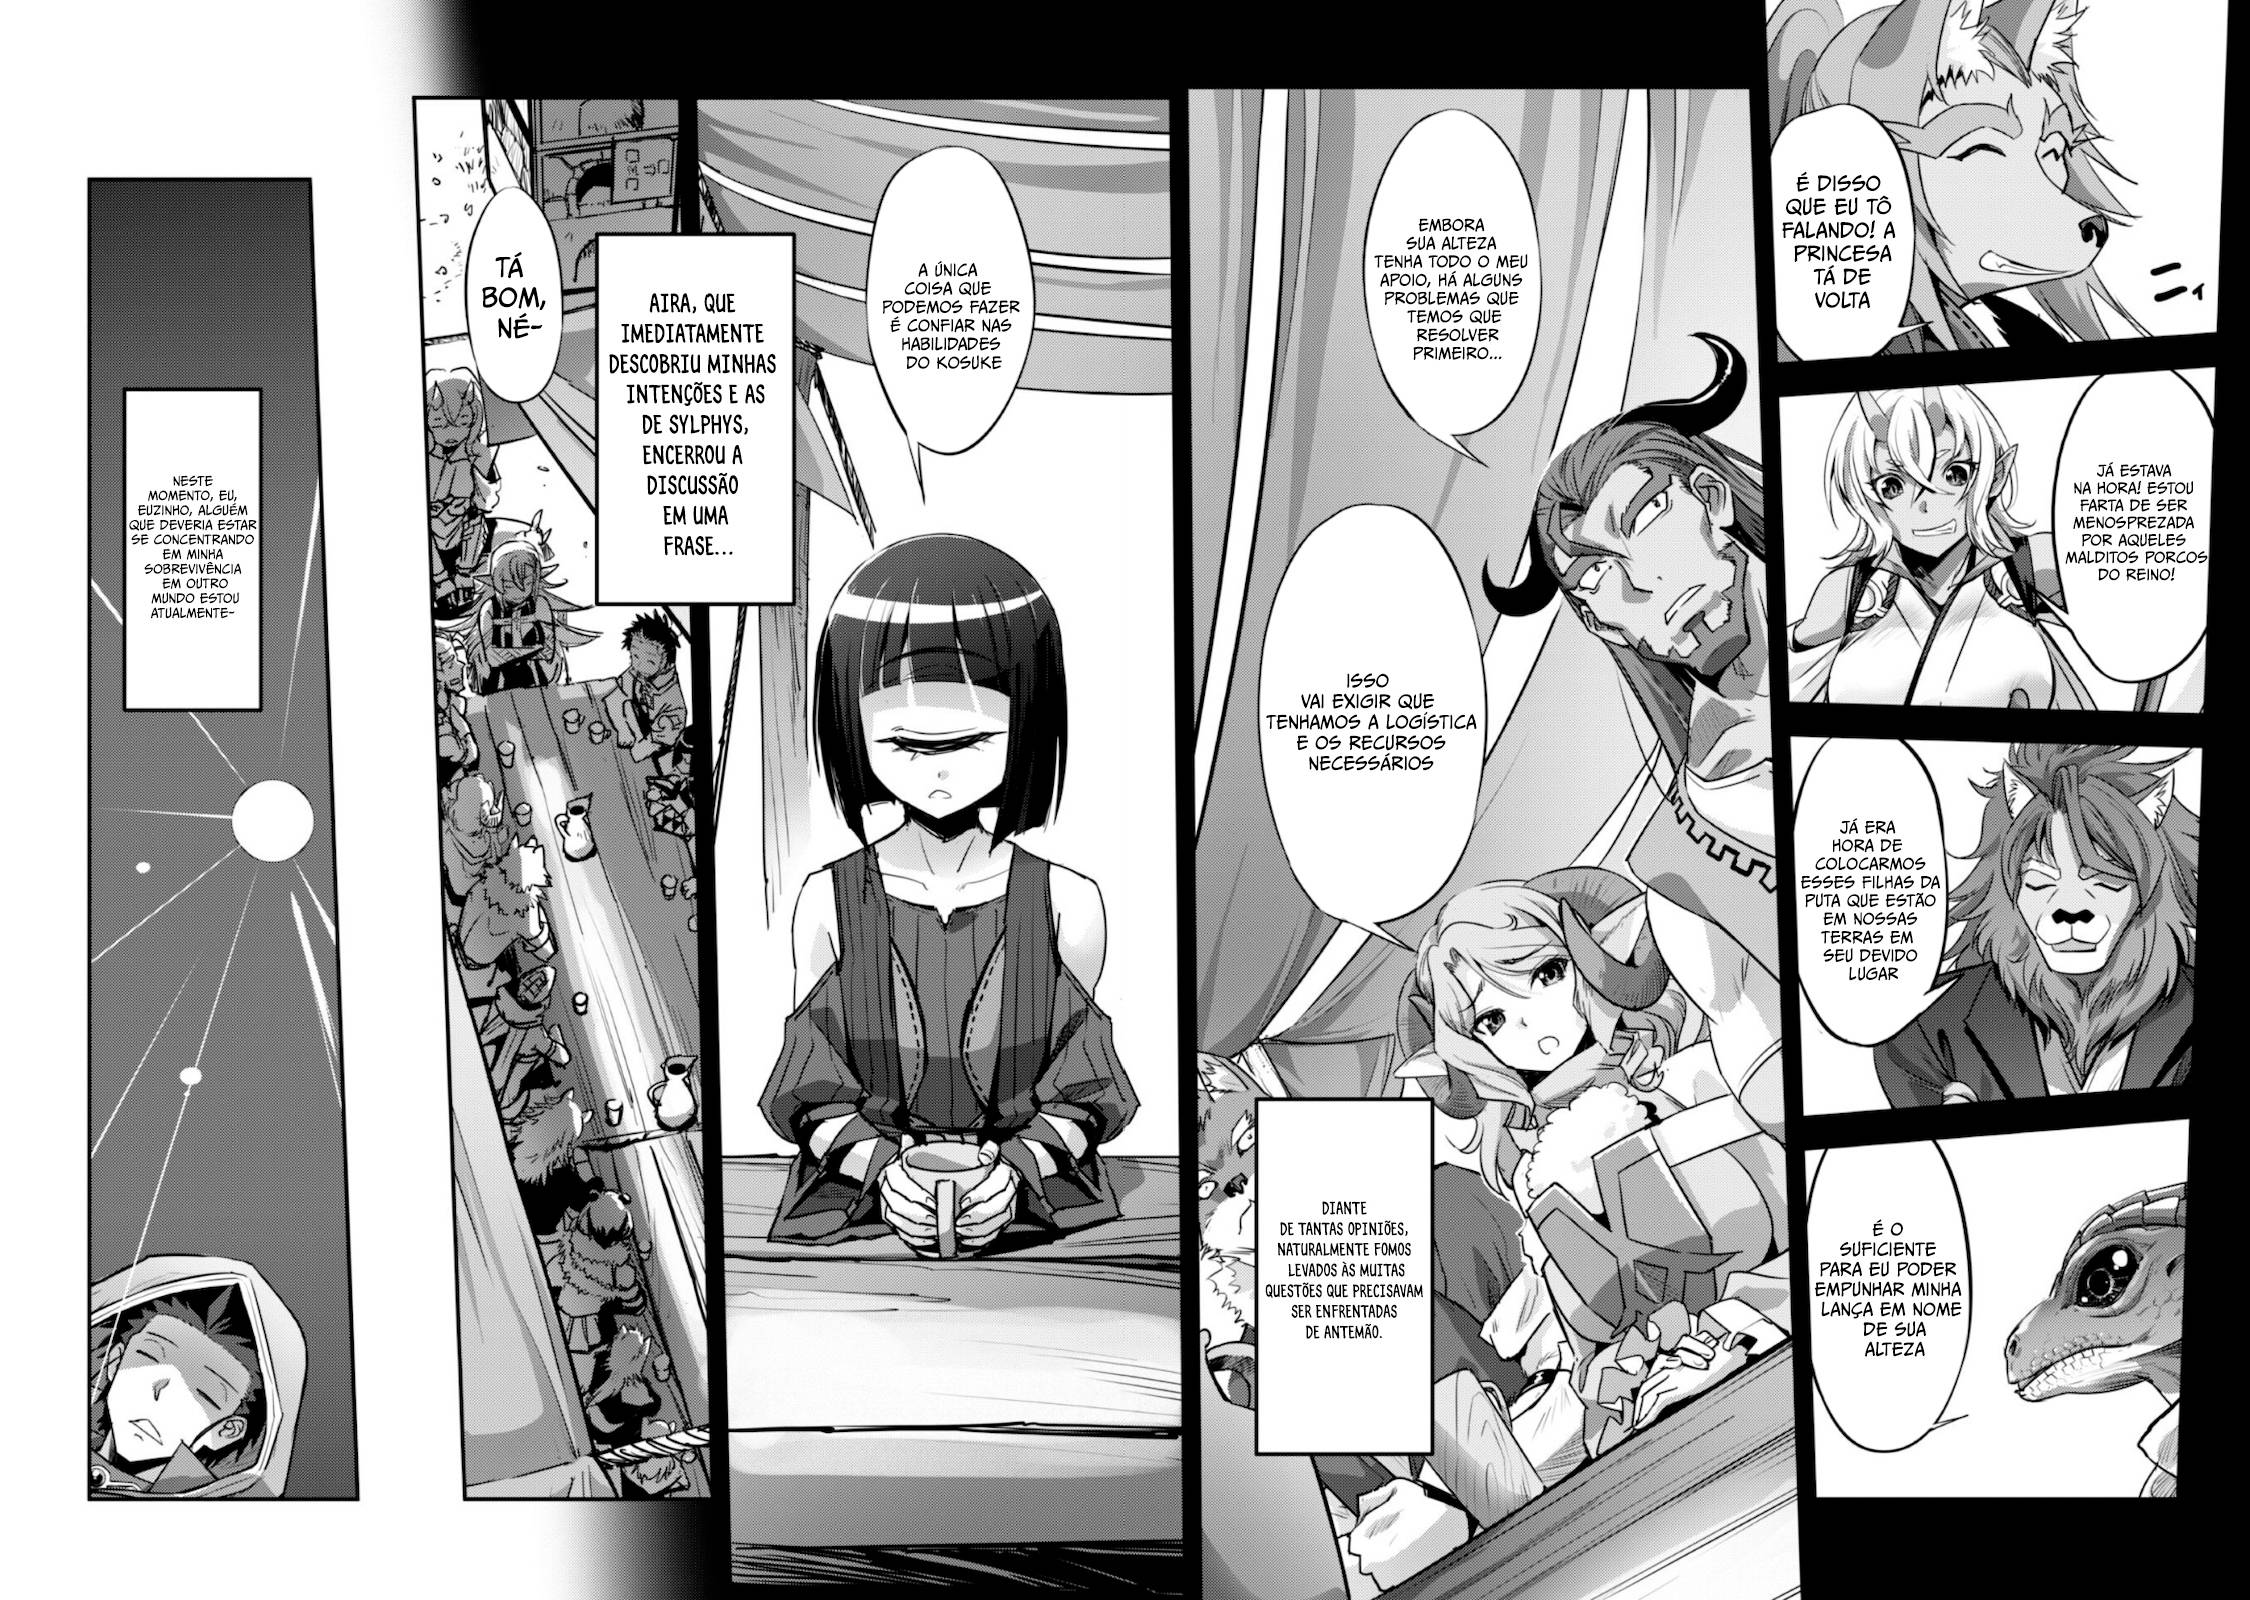 É DISSO
QUE EU TÔ
FALANDO! A
PRINCESA
TÁ DE
VOLTA
JÁ ESTAVA
NA HORA! ESTOU
FARTA DE SER
MENOSPREZADA
POR AQUELES
MALDITOS PORCOS
DO REINO!
JÁ ERA
HORA DE
COLOCARMOS
ESSES FILHAS DA
PUTA QUE ESTÃO
EM NOSSAS
TERRAS EM
SEU DEVIDO
LUGAR
É O
SUFICIENTE
PARA EU PODER
EMPUNHAR MINHA
LANÇA EM NOME
DE SUA
ALTEZA
EMBORA
SUA ALTEZA
TENHA TODO O MEU
APOIO, HÁ ALGUNS
PROBLEMAS QUE
TEMOS QUE
RESOLVER
PRIMEIRO...
ISSO
VAI EXIGIR QUE
TENHAMOS A LOGÍSTICA
E OS RECURSOS
NECESSÁRIOS
DIANTE
DE TANTAS OPINIÕES,
NATURALMENTE FOMOS
LEVADOS ÀS MUITAS
QUESTÕES QUE PRECISAVAM
SER ENFRENTADAS
DE ANTEMÃO.
A ÚNICA
COISA QUE
PODEMOS FAZER
É CONFIAR NAS
HABILIDADES
DO KOSUKE
AIRA, QUE
IMEDIATAMENTE
DESCOBRIU MINHAS
INTENÇÕES E AS
DE SYLPHYS,
ENCERROU A
DISCUSSÃO
EM UMA
FRASE...
TÁ
BOM,
NÉ~
NESTE
MOMENTO, EU,
EUZINHO, ALGUÉM
QUE DEVERIA ESTAR
SE CONCENTRANDO
EM MINHA
SOBREVIVÊNCIA
EM OUTRO
MUNDO ESTOU
ATUALMENTE~